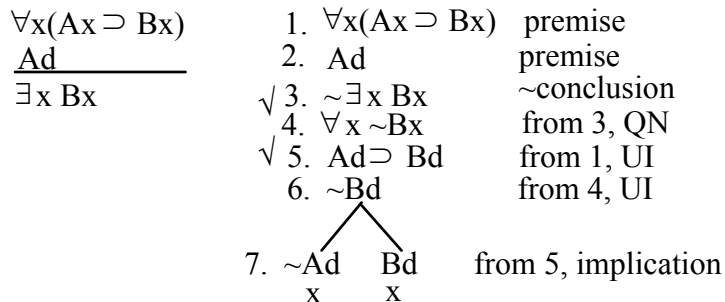 ∀x(Ax ⊃ Bx)
Ad
∃x Bx
1. ∀x(Ax ⊃ Bx) premise
2. Ad premise
√ 3. ~∃x Bx ~conclusion
4. ∀x ~Bx from 3, QN
√ 5. Ad⊃ Bd from 1, UI
6. ~Bd from 4, UI
7. ~Ad Bd from 5, implication
x x